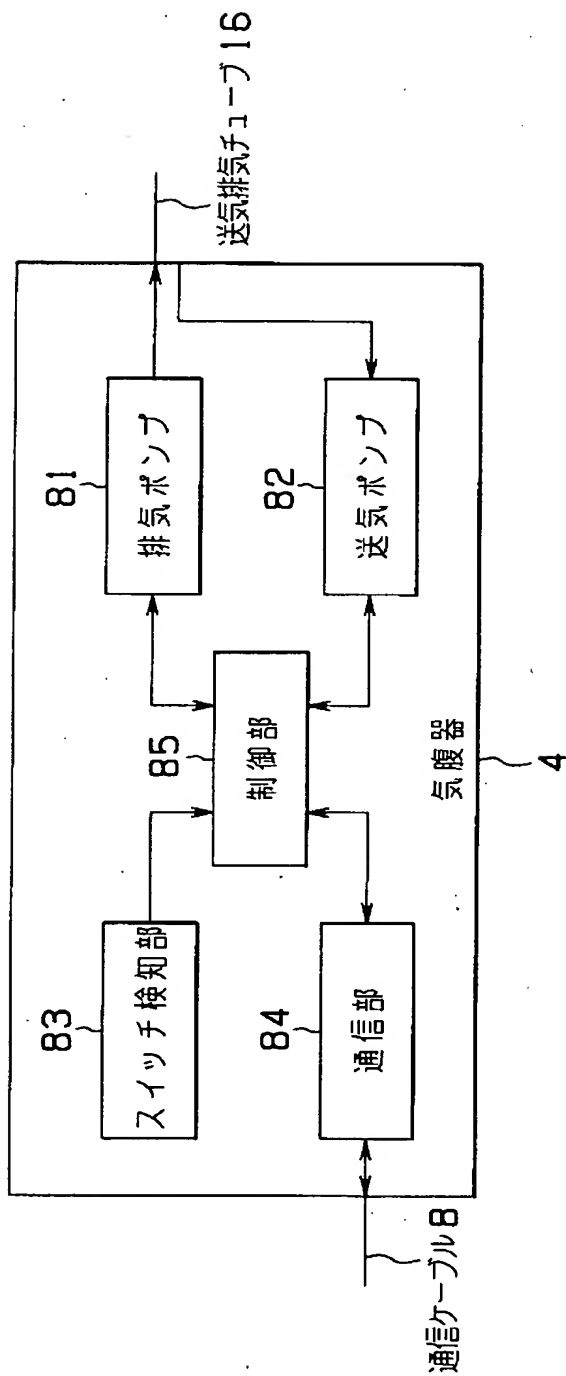 送気排気チューブ 16
81
排気ポンプ
82
送気ポンプ
85
制御部
83
スイッチ検知部
84
通信部
気腹器
4
通信ケーブル 8